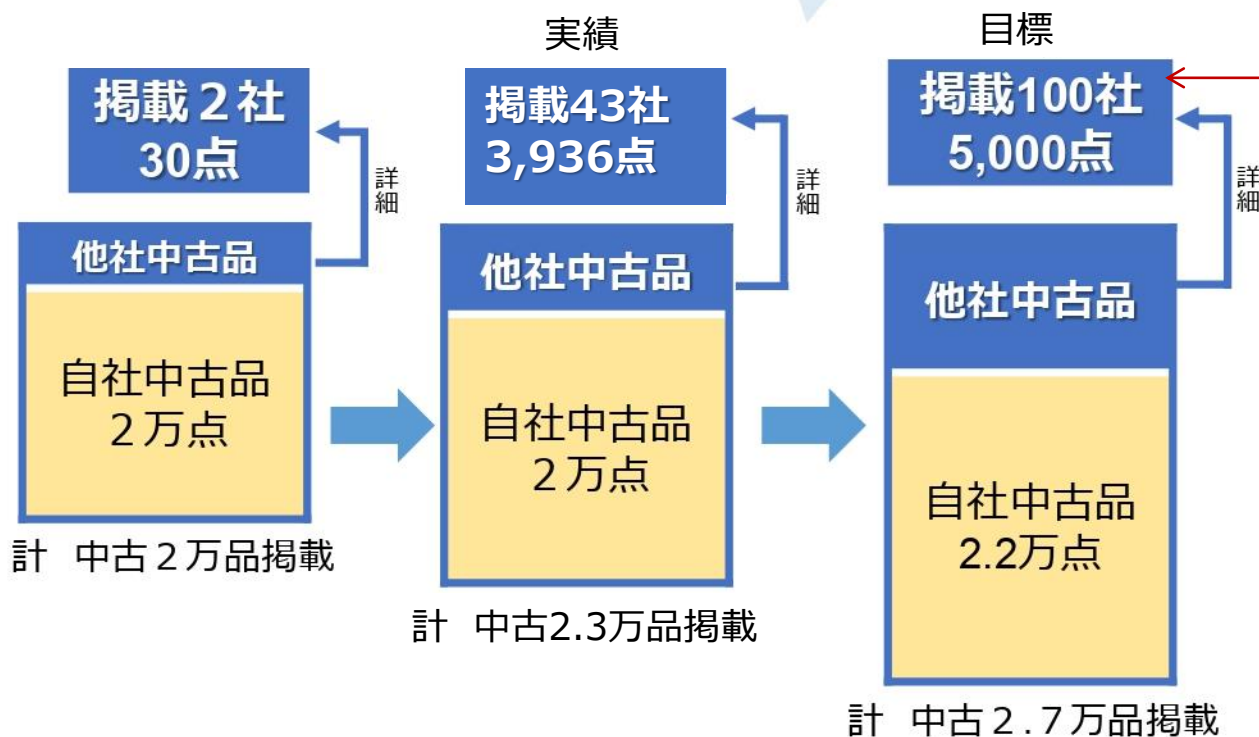 掲載２社
30点
詳細
他社中古品
自社中古品
２万点
計　中古２万品掲載
実績
掲載43社
3,936点
詳細
他社中古品
自社中古品
２万点
計　中古2.3万品掲載
目標
掲載100社
5,000点
詳細
他社中古品
自社中古品
2.2万点
計　中古２.７万品掲載